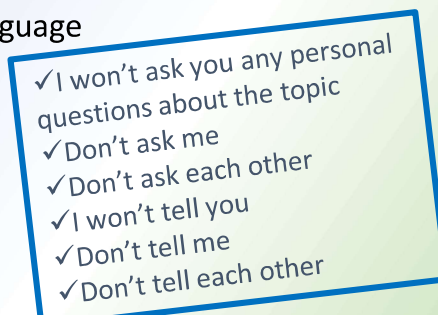 guage
✓I won't ask you any personal
questions about the topic
✓Don't ask me
✓Don't ask each other
✓I won't tell you
✓Don't tell me
✓Don't tell each other